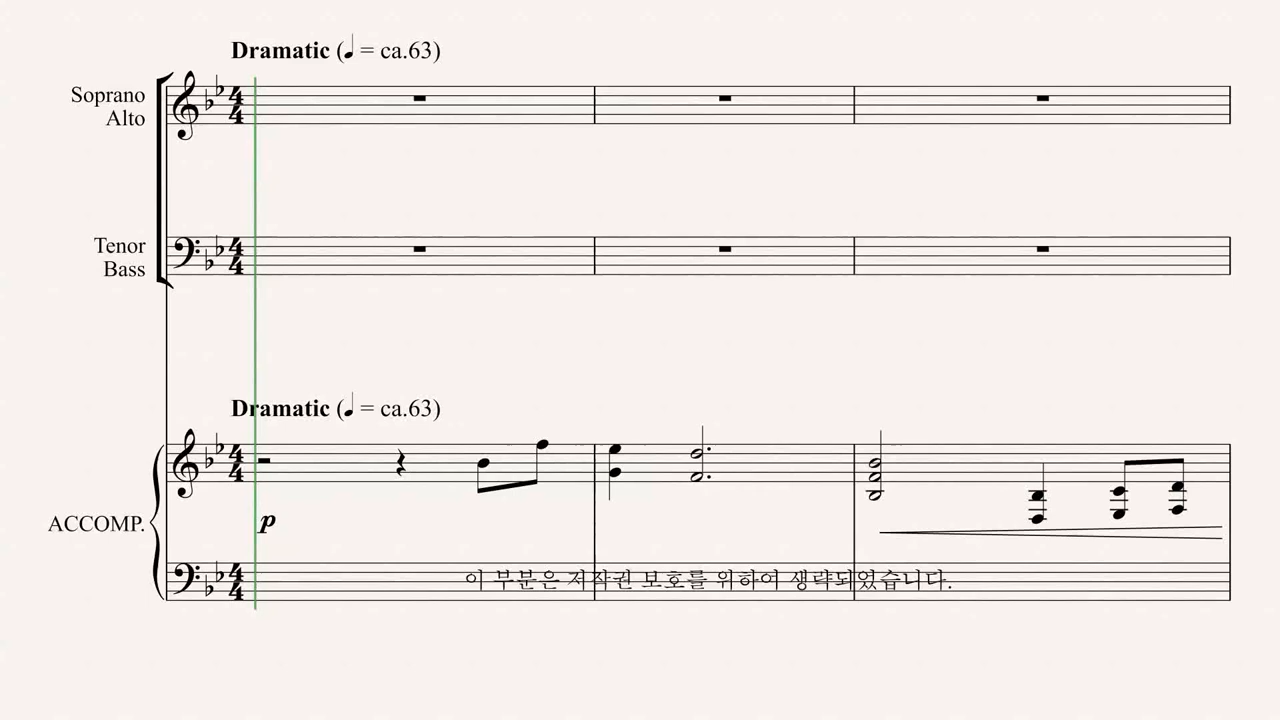 Dramatic (♩ = ca.63)
Soprano
Alto
Tenor
Bass
Dramatic (♩ = ca.63)
p
ACCOMP.
이 부분은 저작권 보호를 위하여 생략되었습니다.